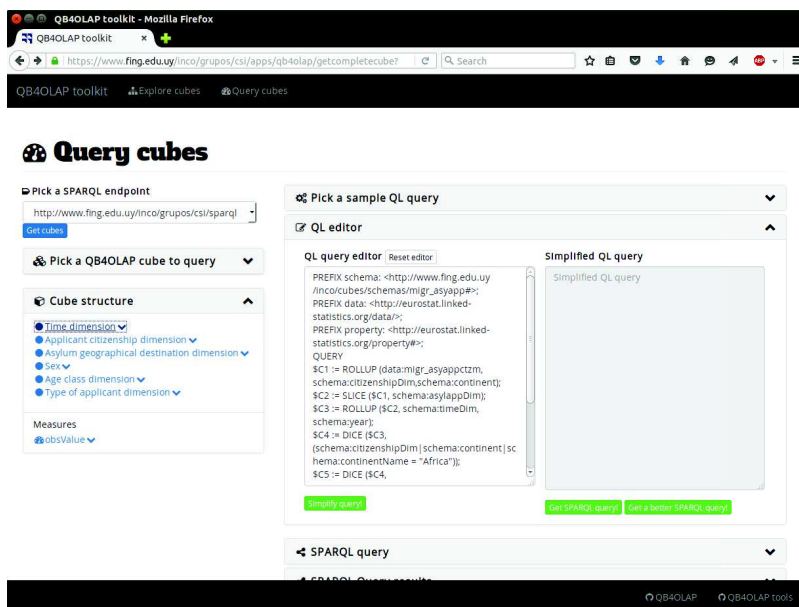 QB4OLAP toolkit - Mozilla Firefox
QB4OLAP toolkit
https://www.fing.edu.uy/inco/grupos/csi/apps/qb4olap/getcompletecube?
Search
QB4OLAP toolkit
Explore cubes
Query cubes
Query cubes
Pick a SPARQL endpoint
http://www.fing.edu.uy/inco/grupos/csi/sparql
Get cubes
Pick a QB4OLAP cube to query
Cube structure
Time dimension
Applicant citizenship dimension
Asylum geographical destination dimension
Sex
Age class dimension
Type of applicant dimension
Measures
obsValue
Pick a sample QL query
QL editor
QL query editor
Reset editor
PREFIX schema: <http://www.fing.edu.uy
/inco/cubes/schemas/migr_asyapp#>;
PREFIX data: <http://eurostat.linked-
statistics.org/data/>;
PREFIX property: <http://eurostat.linked-
statistics.org/property#>;
QUERY
$C1 := ROLLUP (data:migr_asyappctzm,
schema:citizenshipDim,schema:continent);
$C2 := SLICE ($C1, schema:asylappDim);
$C3 := ROLLUP ($C2, schema:timeDim,
schema:year);
$C4 := DICE ($C3,
(schema:citizenshipDim|schema:continent|sc
hema:continentName = "Africa"));
$C5 := DICE ($C4,
Simplify query!
Simplified QL query
Simplified QL query
Get SPARQL query!
Get a better SPARQL query!
SPARQL query
SPARQL Query results
QB4OLAP
QB4OLAP tools